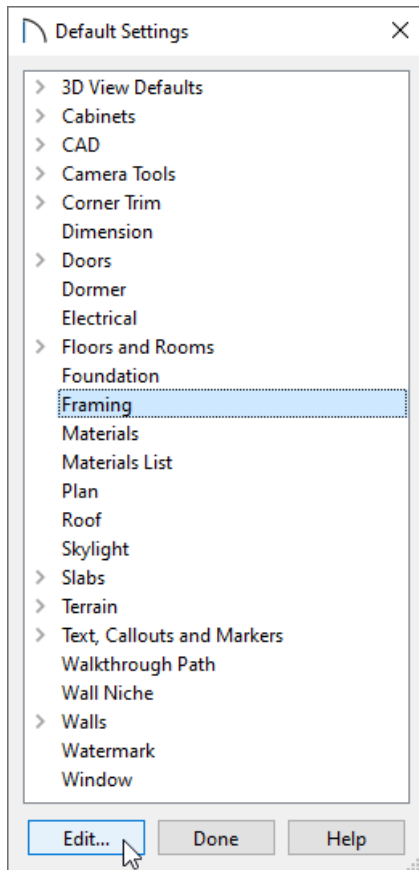 Default Settings
3D View Defaults
Cabinets
CAD
Camera Tools
Corner Trim
Dimension
Doors
Dormer
Electrical
Floors and Rooms
Foundation
Framing
Materials
Materials List
Plan
Roof
Skylight
Slabs
Terrain
Text, Callouts and Markers
Walkthrough Path
Wall Niche
Walls
Watermark
Window
Edit... Done Help